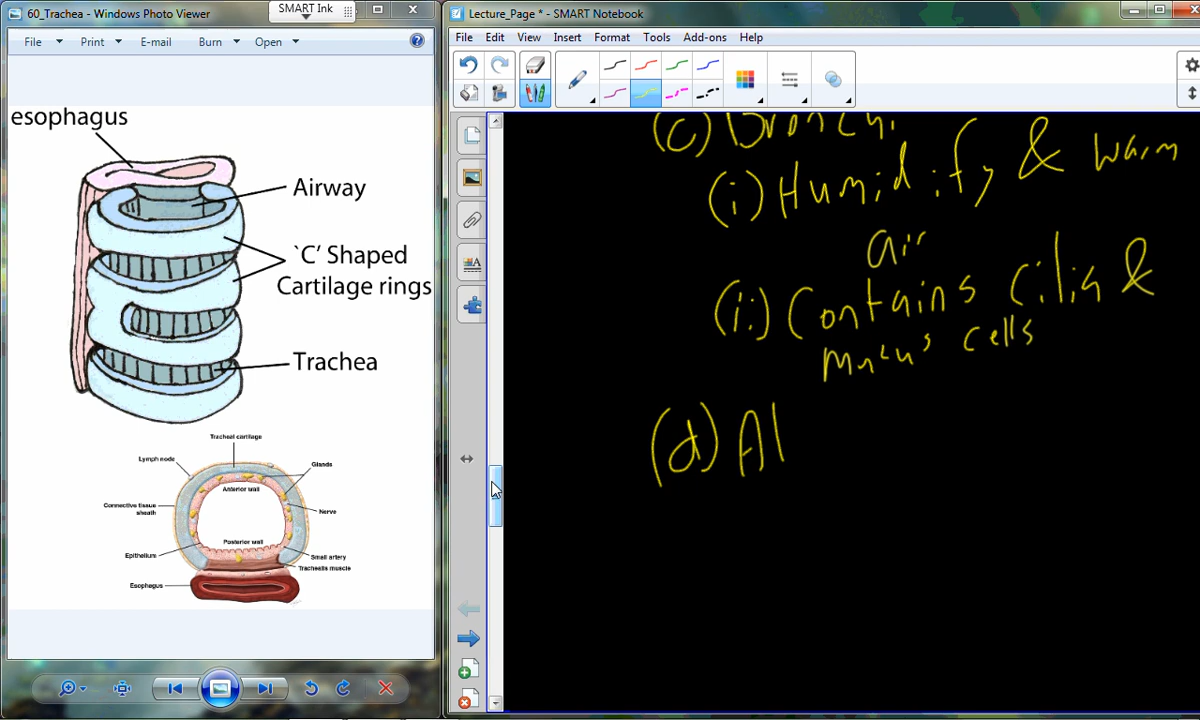 60_Trachea - Windows Photo Viewer
SMART Ink
File Print E-mail Burn Open
esophagus
Airway
`C' Shaped
Cartilage rings
Trachea
Tracheal cartilage
Lymph node
Glands
Anterior wall
Connective tissue
sheath
Nerve
Posterior wall
Epithelium
Small artery
Trachealis muscle
Esophagus
Lecture_Page * - SMART Notebook
File Edit View Insert Format Tools Add-ons Help
(c) Bronchi
(i) Humidify & warm
air
(ii) Contains cilia &
mucus cells
(d) Al